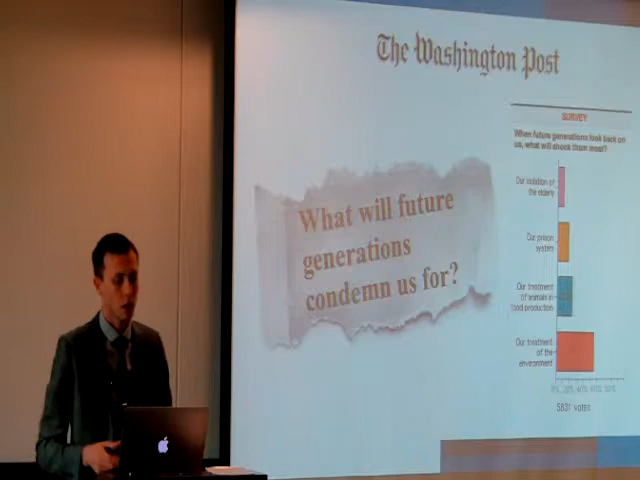 The Washington Post
What will future
generations
condemn us for?
SURVEY
When future generations look back on
us, what will shock them most?
Our isolation of
the elderly
Our prison
system
Our treatment
of animals in
food production
Our treatment
of the
environment
5831 votes